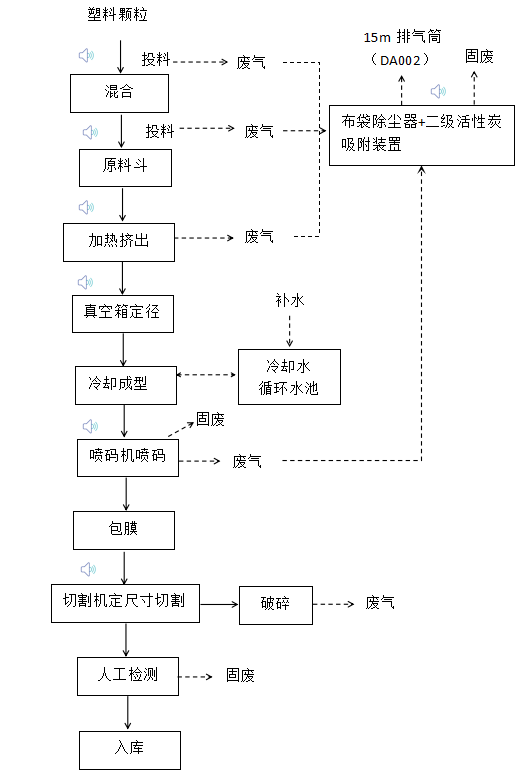 塑料颗粒
15m 排气筒
（DA002）
固废
投料
废气
混合
布袋除尘器+二级活性炭
吸附装置
投料
废气
原料斗
加热挤出
废气
真空箱定径
补水
冷却成型
冷却水
循环水池
固废
喷码机喷码
废气
包膜
切割机定尺寸切割
破碎
废气
人工检测
固废
入库